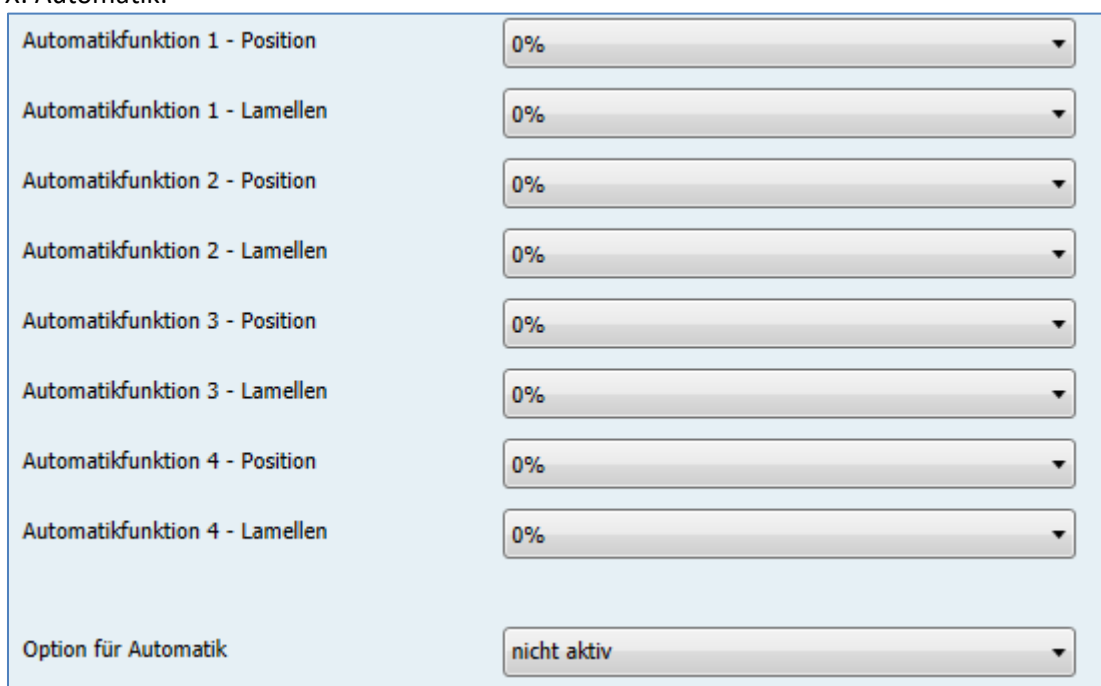 X: Automatik:
Automatikfunktion 1 - Position 0%
Automatikfunktion 1 - Lamellen 0%
Automatikfunktion 2 - Position 0%
Automatikfunktion 2 - Lamellen 0%
Automatikfunktion 3 - Position 0%
Automatikfunktion 3 - Lamellen 0%
Automatikfunktion 4 - Position 0%
Automatikfunktion 4 - Lamellen 0%
Option für Automatik nicht aktiv